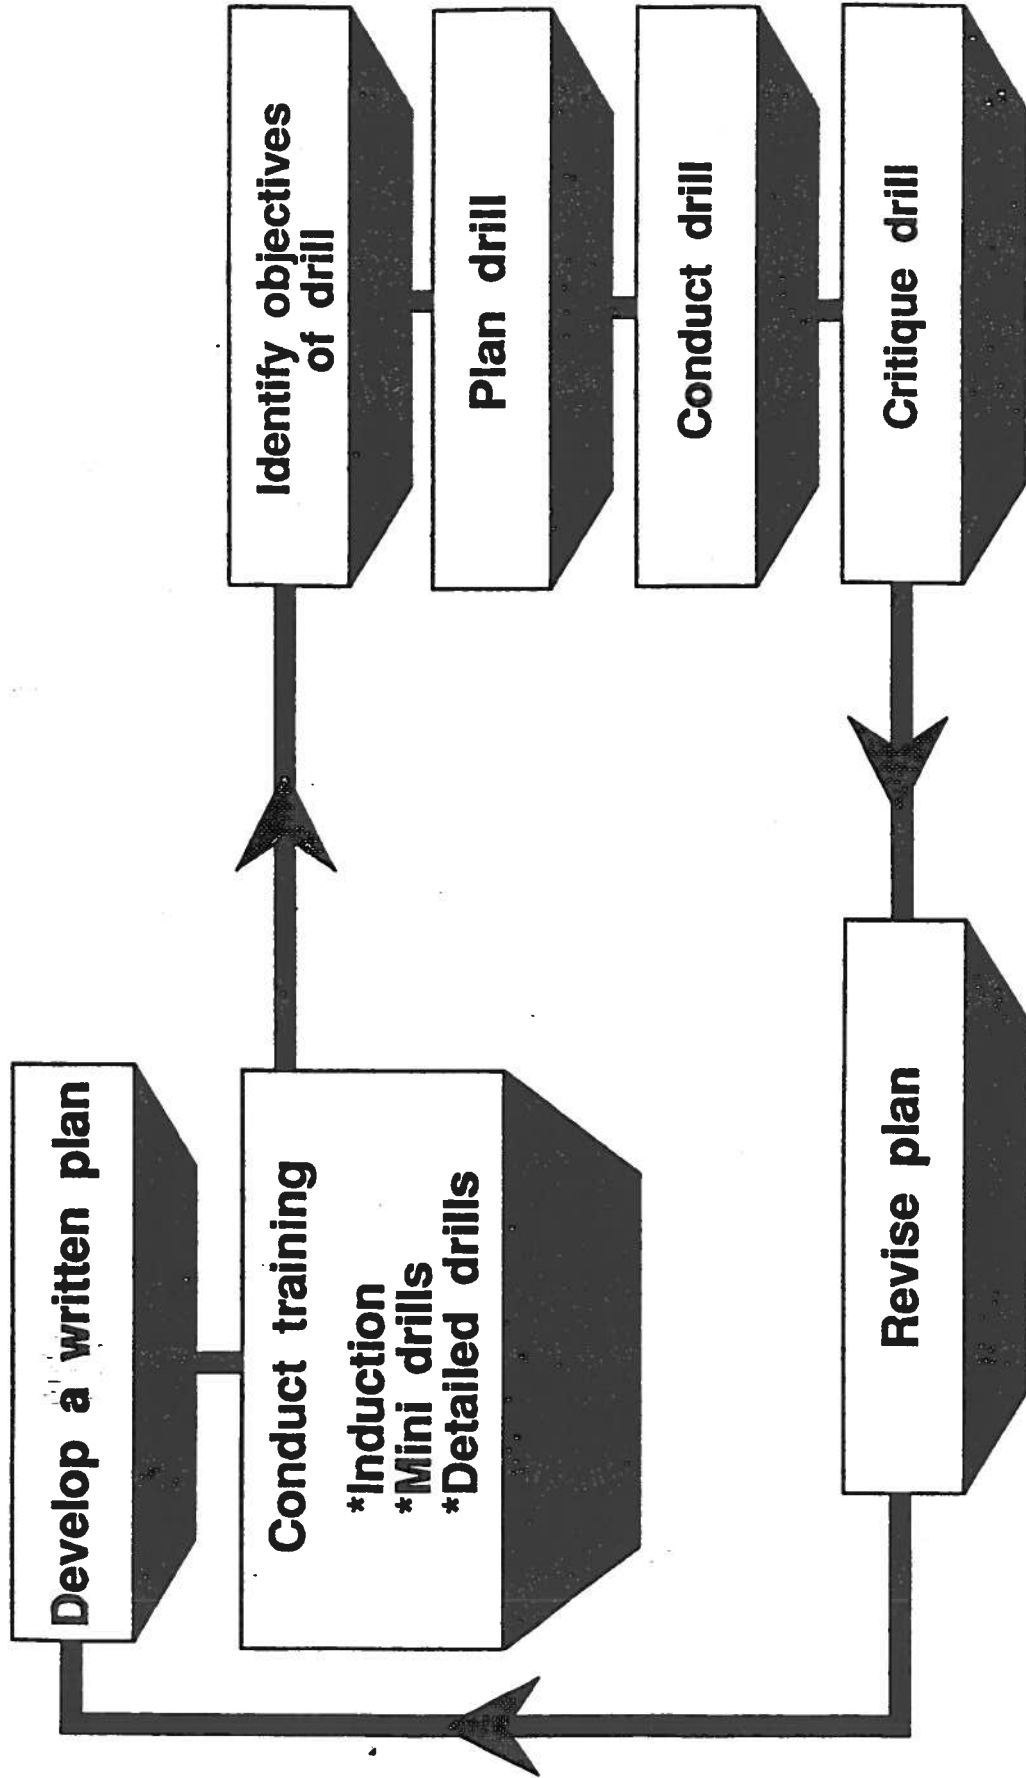 Develop a written plan
Conduct training
*Induction
*Mini drills
*Detailed drills
Identify objectives
of drill
Plan drill
Conduct drill
Critique drill
Revise plan